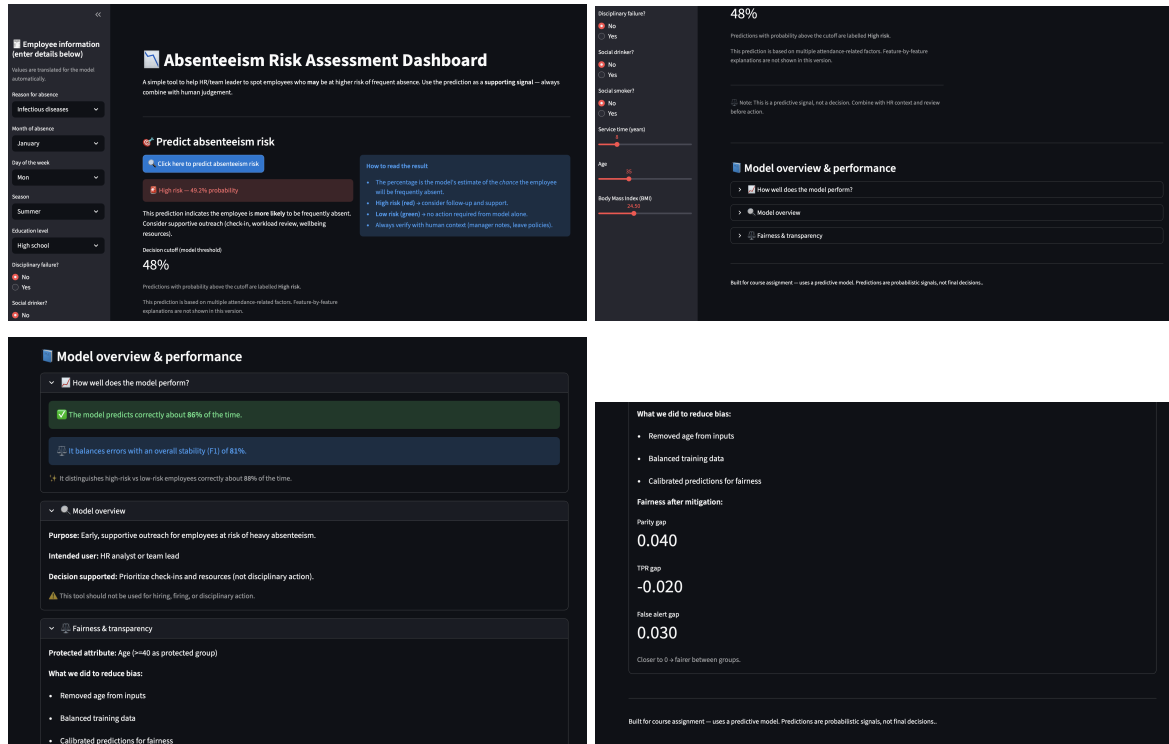 Employee information
(enter details below)
Values are translated for the model
automatically.
Reason for absence
Infectious diseases
Month of absence
January
Day of the week
Mon
Season
Summer
Education level
High school
Disciplinary failure?
No
Yes
Social drinker?
No
Absenteeism Risk Assessment Dashboard
A simple tool to help HR/team leader to spot employees who may be at higher risk of frequent absence. Use the prediction as a supporting signal — always
combine with human judgement.
Predict absenteeism risk
Click here to predict absenteeism risk
High risk — 49.2% probability
This prediction indicates the employee is more likely to be frequently absent.
Consider supportive outreach (check-in, workload review, wellbeing
resources).
Decision cutoff (model threshold)
48%
Predictions with probability above the cutoff are labelled High risk.
This prediction is based on multiple attendance-related factors. Feature-by-feature
explanations are not shown in this version.
How to read the result
• The percentage is the model's estimate of the chance the employee
will be frequently absent.
• High risk (red) → consider follow-up and support.
• Low risk (green) → no action required from model alone.
• Always verify with human context (manager notes, leave policies).
Disciplinary failure?
No
Yes
Social drinker?
No
Yes
Social smoker?
No
Yes
Service time (years)
8
Age
35
Body Mass Index (BMI)
24.50
48%
Predictions with probability above the cutoff are labelled High risk.
This prediction is based on multiple attendance-related factors. Feature-by-feature
explanations are not shown in this version.
Note: This is a predictive signal, not a decision. Combine with HR context and review
before action.
Model overview & performance
How well does the model perform?
Model overview
Fairness & transparency
Built for course assignment — uses a predictive model. Predictions are probabilistic signals, not final decisions..
Model overview & performance
How well does the model perform?
The model predicts correctly about 86% of the time.
It balances errors with an overall stability (F1) of 81%.
It distinguishes high-risk vs low-risk employees correctly about 88% of the time.
Model overview
Purpose: Early, supportive outreach for employees at risk of heavy absenteeism.
Intended user: HR analyst or team lead
Decision supported: Prioritize check-ins and resources (not disciplinary action).
This tool should not be used for hiring, firing, or disciplinary action.
Fairness & transparency
Protected attribute: Age (>=40 as protected group)
What we did to reduce bias:
• Removed age from inputs
• Balanced training data
• Calibrated predictions for fairness
What we did to reduce bias:
• Removed age from inputs
• Balanced training data
• Calibrated predictions for fairness
Fairness after mitigation:
Parity gap
0.040
TPR gap
-0.020
False alert gap
0.030
Closer to 0 → fairer between groups.
Built for course assignment — uses a predictive model. Predictions are probabilistic signals, not final decisions..